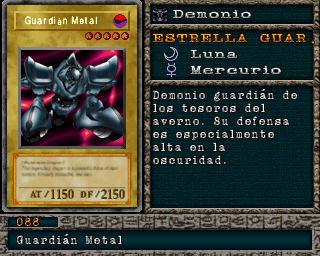 Guardián Metal
AT/1150 DF/2150
Demonio
ESTRELLA GUAR.
Luna
Mercurio
Demonio guardián de
los tesoros del
averno. Su defensa
es especialmente
alta en la
oscuridad.
088
Guardián Metal